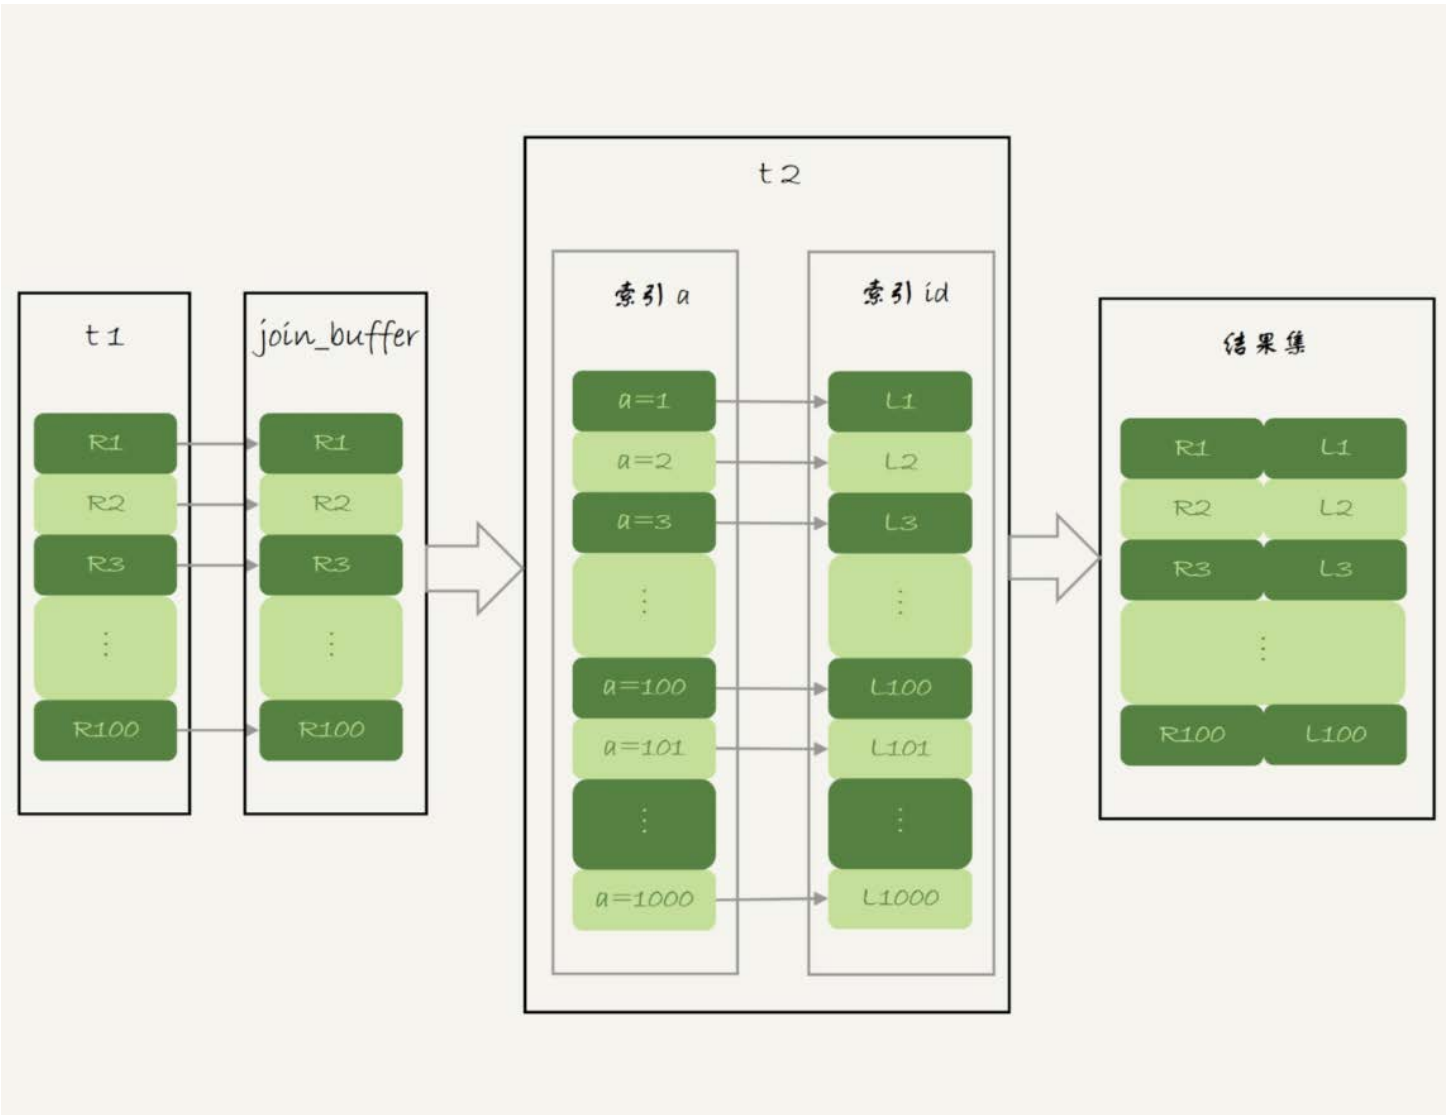 t1
R1
R2
R3
⋮
R100
join_buffer
R1
R2
R3
⋮
R100
t2
索引 a
a=1
a=2
a=3
⋮
a=100
a=101
⋮
a=1000
索引 id
L1
L2
L3
⋮
L100
L101
⋮
L1000
结果集
R1 L1
R2 L2
R3 L3
⋮
R100 L100